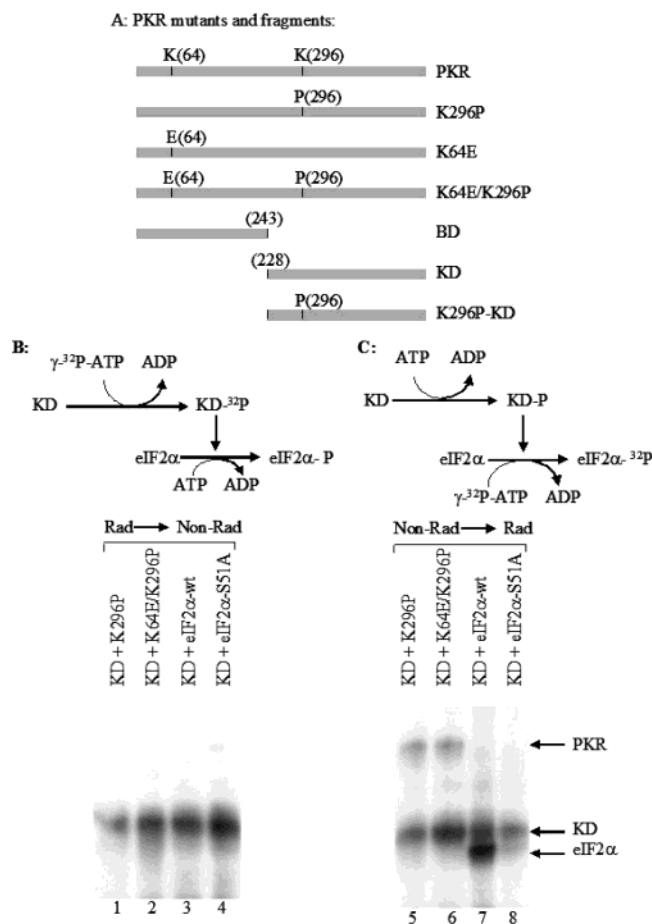 A: PKR mutants and fragments:
K(64) K(296)
PKR
P(296)
K296P
E(64)
K64E
E(64) P(296)
K64E/K296P
(243)
BD
(228)
KD
P(296)
K296P-KD
B:
γ-³²P-ATP ADP
KD KD-³²P
eIF2α eIF2α- P
ATP ADP
Rad Non-Rad
KD + K296P
KD + K64E/K296P
KD + eIF2α-wt
KD + eIF2α-S51A
1 2 3 4
C:
ATP ADP
KD KD-P
eIF2α eIF2α- ³²P
γ-³²P-ATP ADP
Non-Rad Rad
KD + K296P
KD + K64E/K296P
KD + eIF2α-wt
KD + eIF2α-S51A
PKR
KD
eIF2α
5 6 7 8